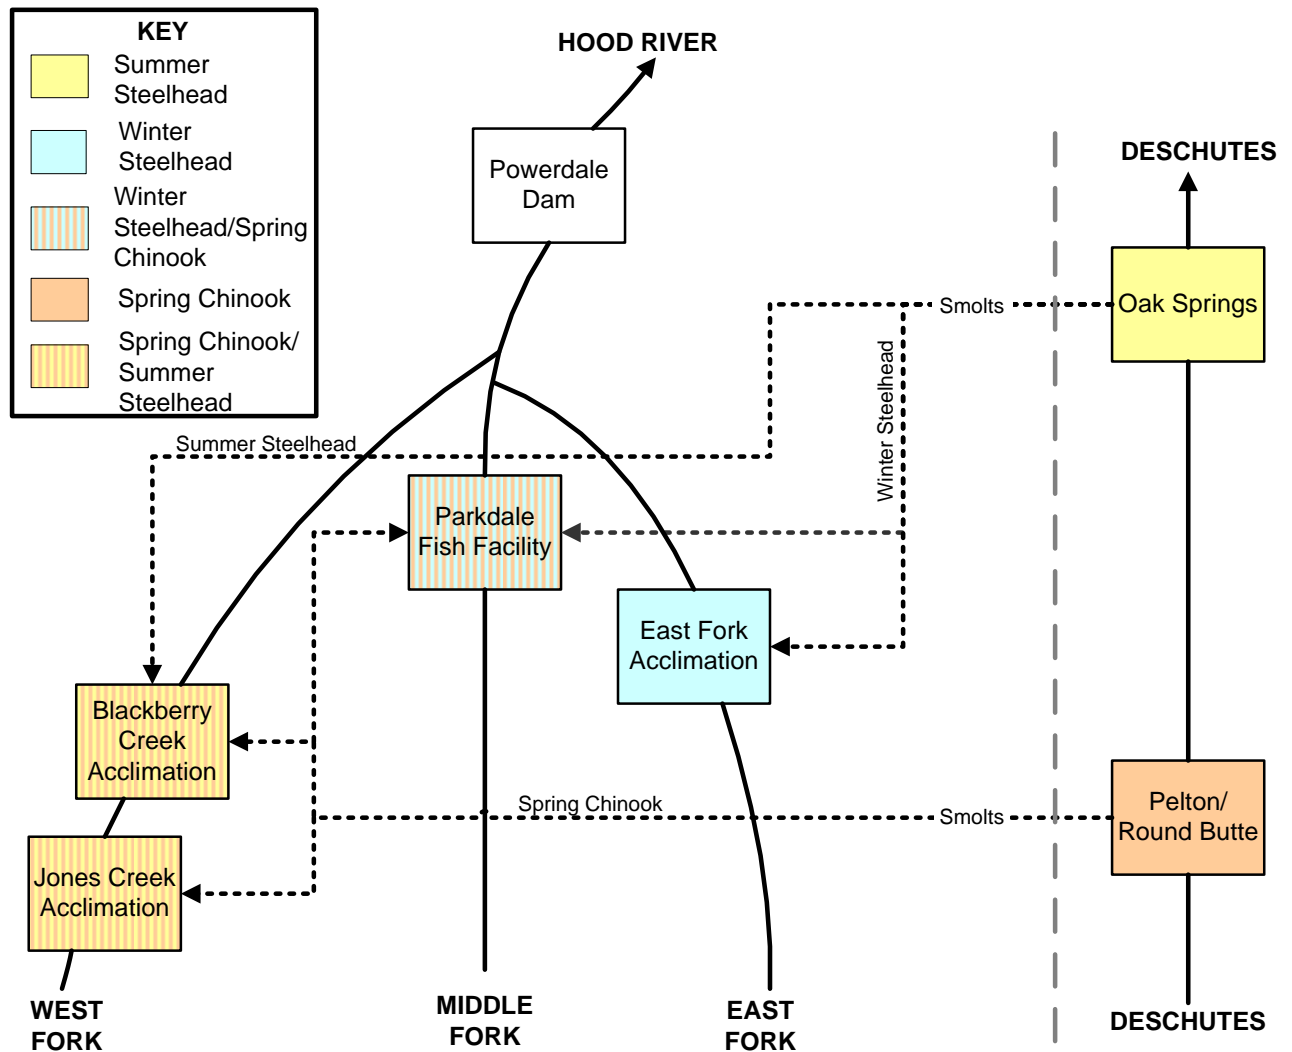 KEY
Summer
Steelhead
Winter
Steelhead
Winter
Steelhead/Spring
Chinook
Spring Chinook
Spring Chinook/
Summer
Steelhead
HOOD RIVER
Powerdale
Dam
DESCHUTES
Oak Springs
Smolts
Winter Steelhead
Summer Steelhead
Parkdale
Fish Facility
East Fork
Acclimation
Blackberry
Creek
Acclimation
Spring Chinook
Smolts
Pelton/
Round Butte
Jones Creek
Acclimation
WEST
FORK
MIDDLE
FORK
EAST
FORK
DESCHUTES